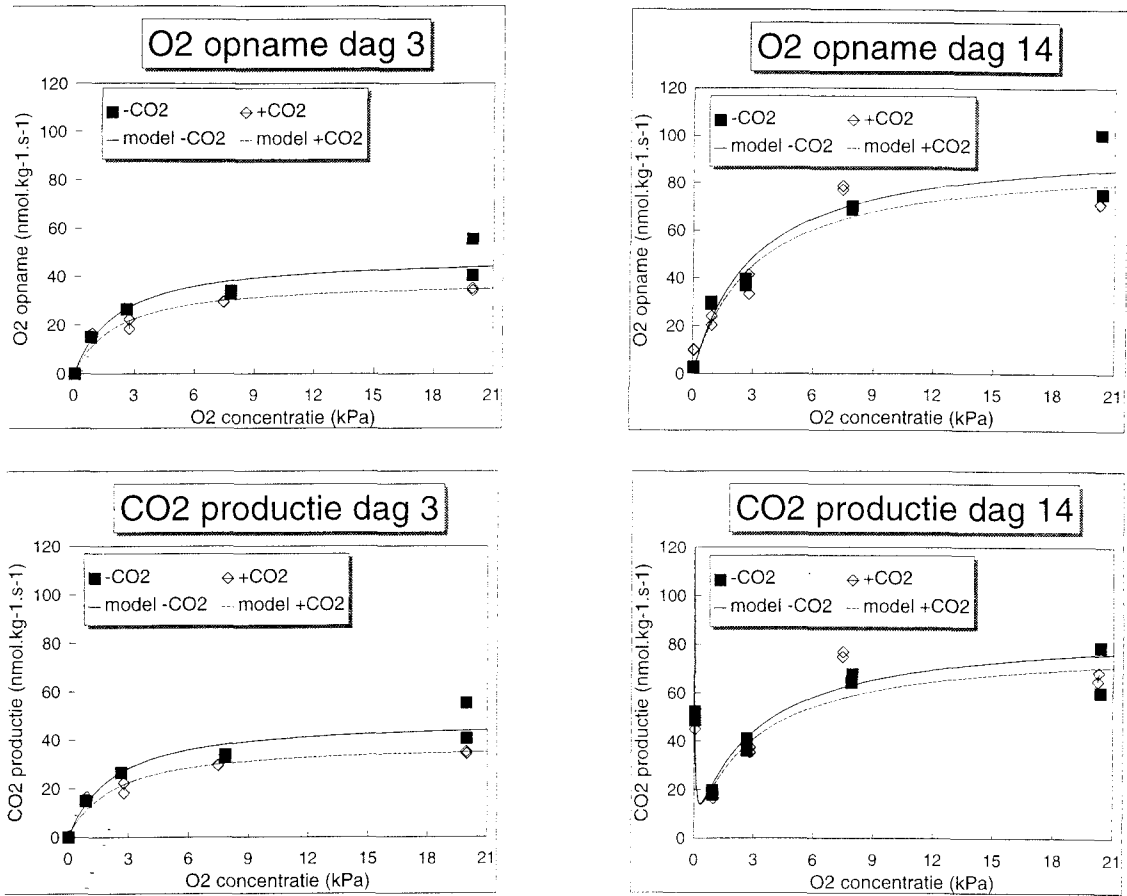 O2 opname dag 3
-CO2 +CO2
model -CO2 model +CO2
O2 opname (nmol.kg-1.s-1)
120
100
80
60
40
20
0
0 3 6 9 12 15 18 21
O2 concentratie (kPa)
O2 opname dag 14
-CO2 +CO2
model -CO2 model +CO2
O2 opname (nmol.kg-1.s-1)
120
100
80
60
40
20
0
0 3 6 9 12 15 18 21
O2 concentratie (kPa)
CO2 productie dag 3
-CO2 +CO2
model -CO2 model +CO2
CO2 productie (nmol.kg-1.s-1)
120
100
80
60
40
20
0
0 3 6 9 12 15 18 21
O2 concentratie (kPa)
CO2 productie dag 14
-CO2 +CO2
model -CO2 model +CO2
CO2 productie (nmol.kg-1.s-1)
120
100
80
60
40
20
0
0 3 6 9 12 15 18 21
O2 concentratie (kPa)